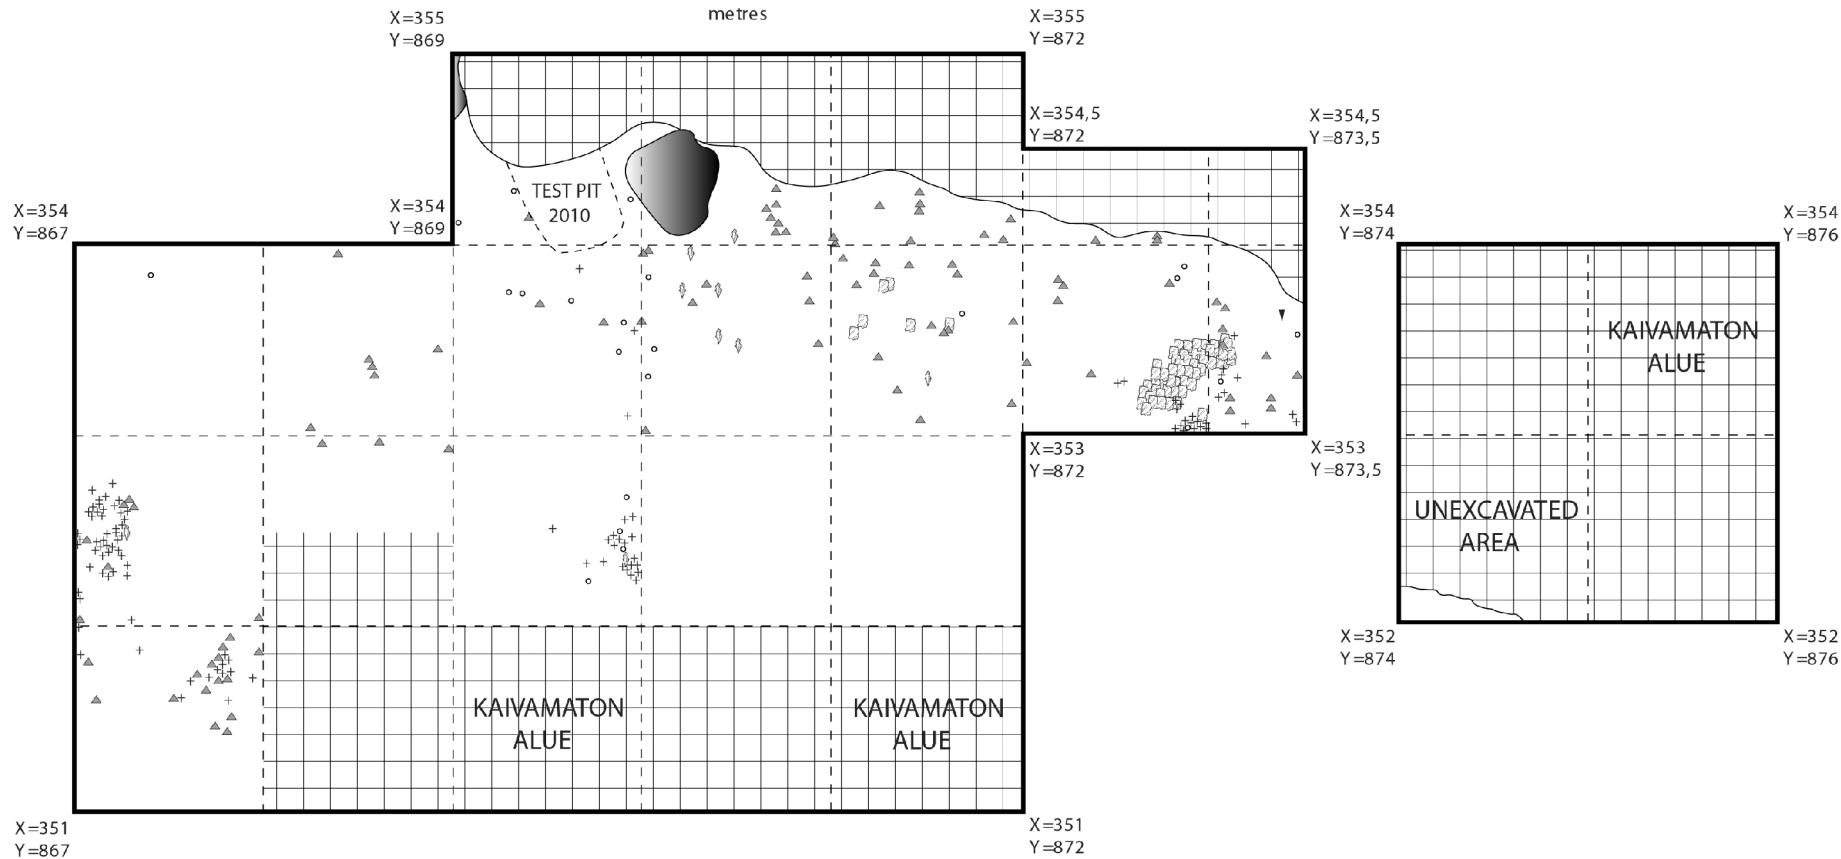 metres
X=355
Y=869
X=355
Y=872
X=354,5
Y=872
X=354,5
Y=873,5
TEST PIT
2010
X=354
Y=867
X=354
Y=869
X=354
Y=874
X=354
Y=876
KAIVAMATON
ALUE
X=353
Y=872
X=353
Y=873,5
UNEXCAVATED
AREA
X=352
Y=874
X=352
Y=876
KAIVAMATON
ALUE
KAIVAMATON
ALUE
X=351
Y=867
X=351
Y=872